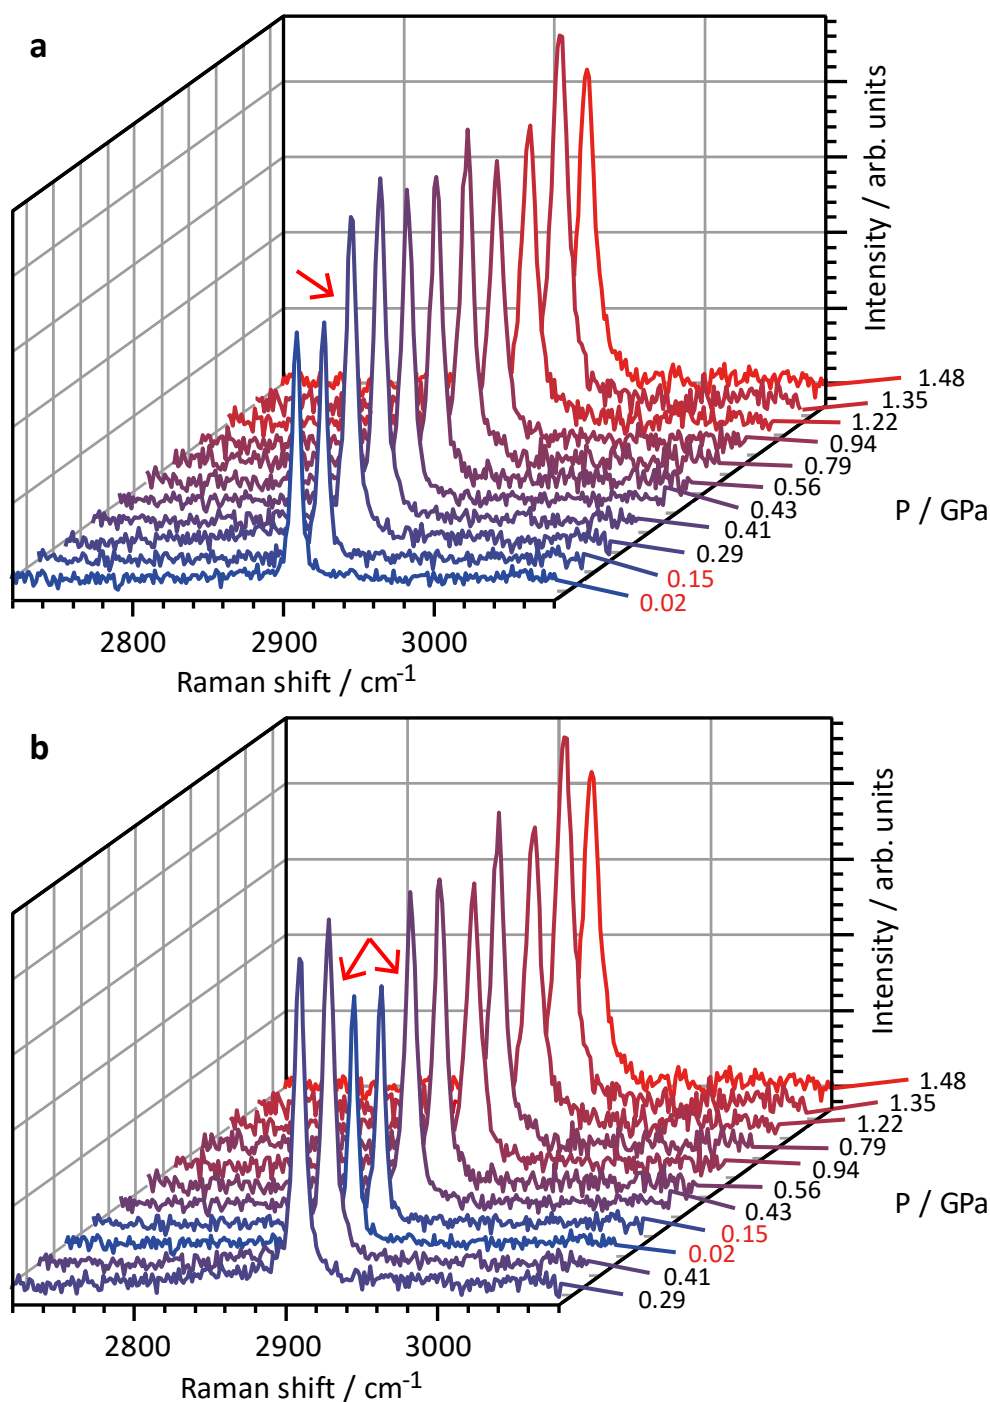 a
Intensity / arb. units
1.48
1.35
1.22
0.94
0.79
0.56
0.43
0.41
0.29
0.15
0.02
P / GPa
2800 2900 3000
Raman shift / cm-1
b
Intensity / arb. units
1.48
1.35
1.22
0.79
0.94
0.56
0.43
0.15
0.02
0.41
0.29
P / GPa
2800 2900 3000
Raman shift / cm-1